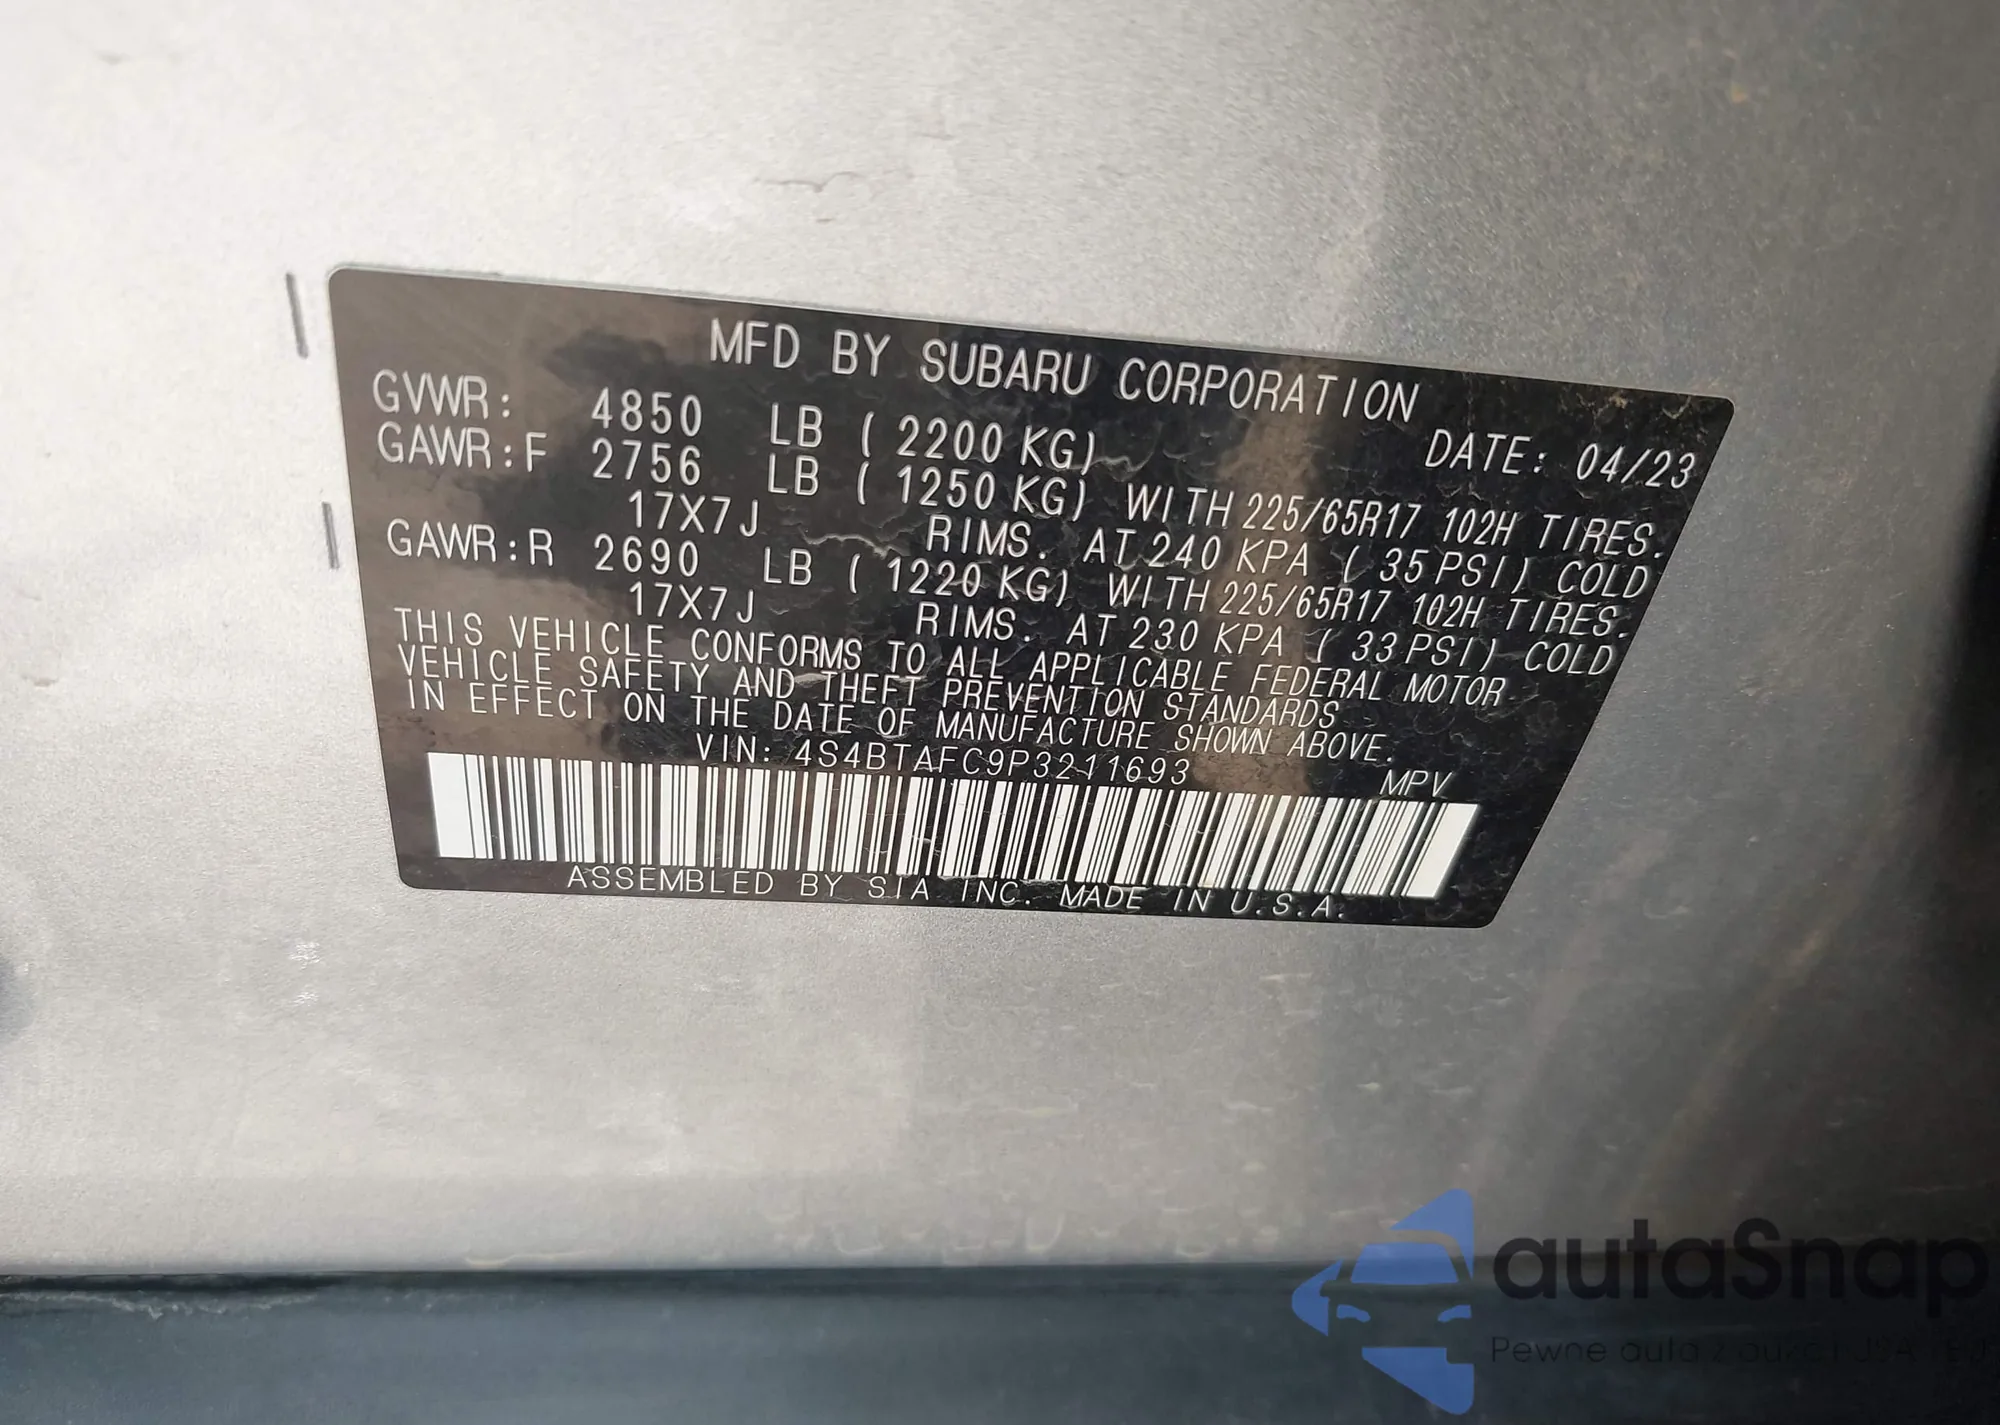 MFD BY SUBARU CORPORATION
GVWR: 4850 LB ( 2200 KG) DATE: 04/23
GAWR:F 2756 LB ( 1250 KG) WITH 225/65R17 102H TIRES.
17X7J RIMS. AT 240 KPA ( 35 PSI) COLD
GAWR:R 2690 LB ( 1220 KG) WITH 225/65R17 102H TIRES.
17X7J RIMS. AT 230 KPA ( 33 PSI) COLD
THIS VEHICLE CONFORMS TO ALL APPLICABLE FEDERAL MOTOR
VEHICLE SAFETY AND THEFT PREVENTION STANDARDS
IN EFFECT ON THE DATE OF MANUFACTURE SHOWN ABOVE.
VIN: 4S4BTAFC9P3211693 MPV
ASSEMBLED BY SIA INC. MADE IN U.S.A.
autaSnap
Pewne auta z